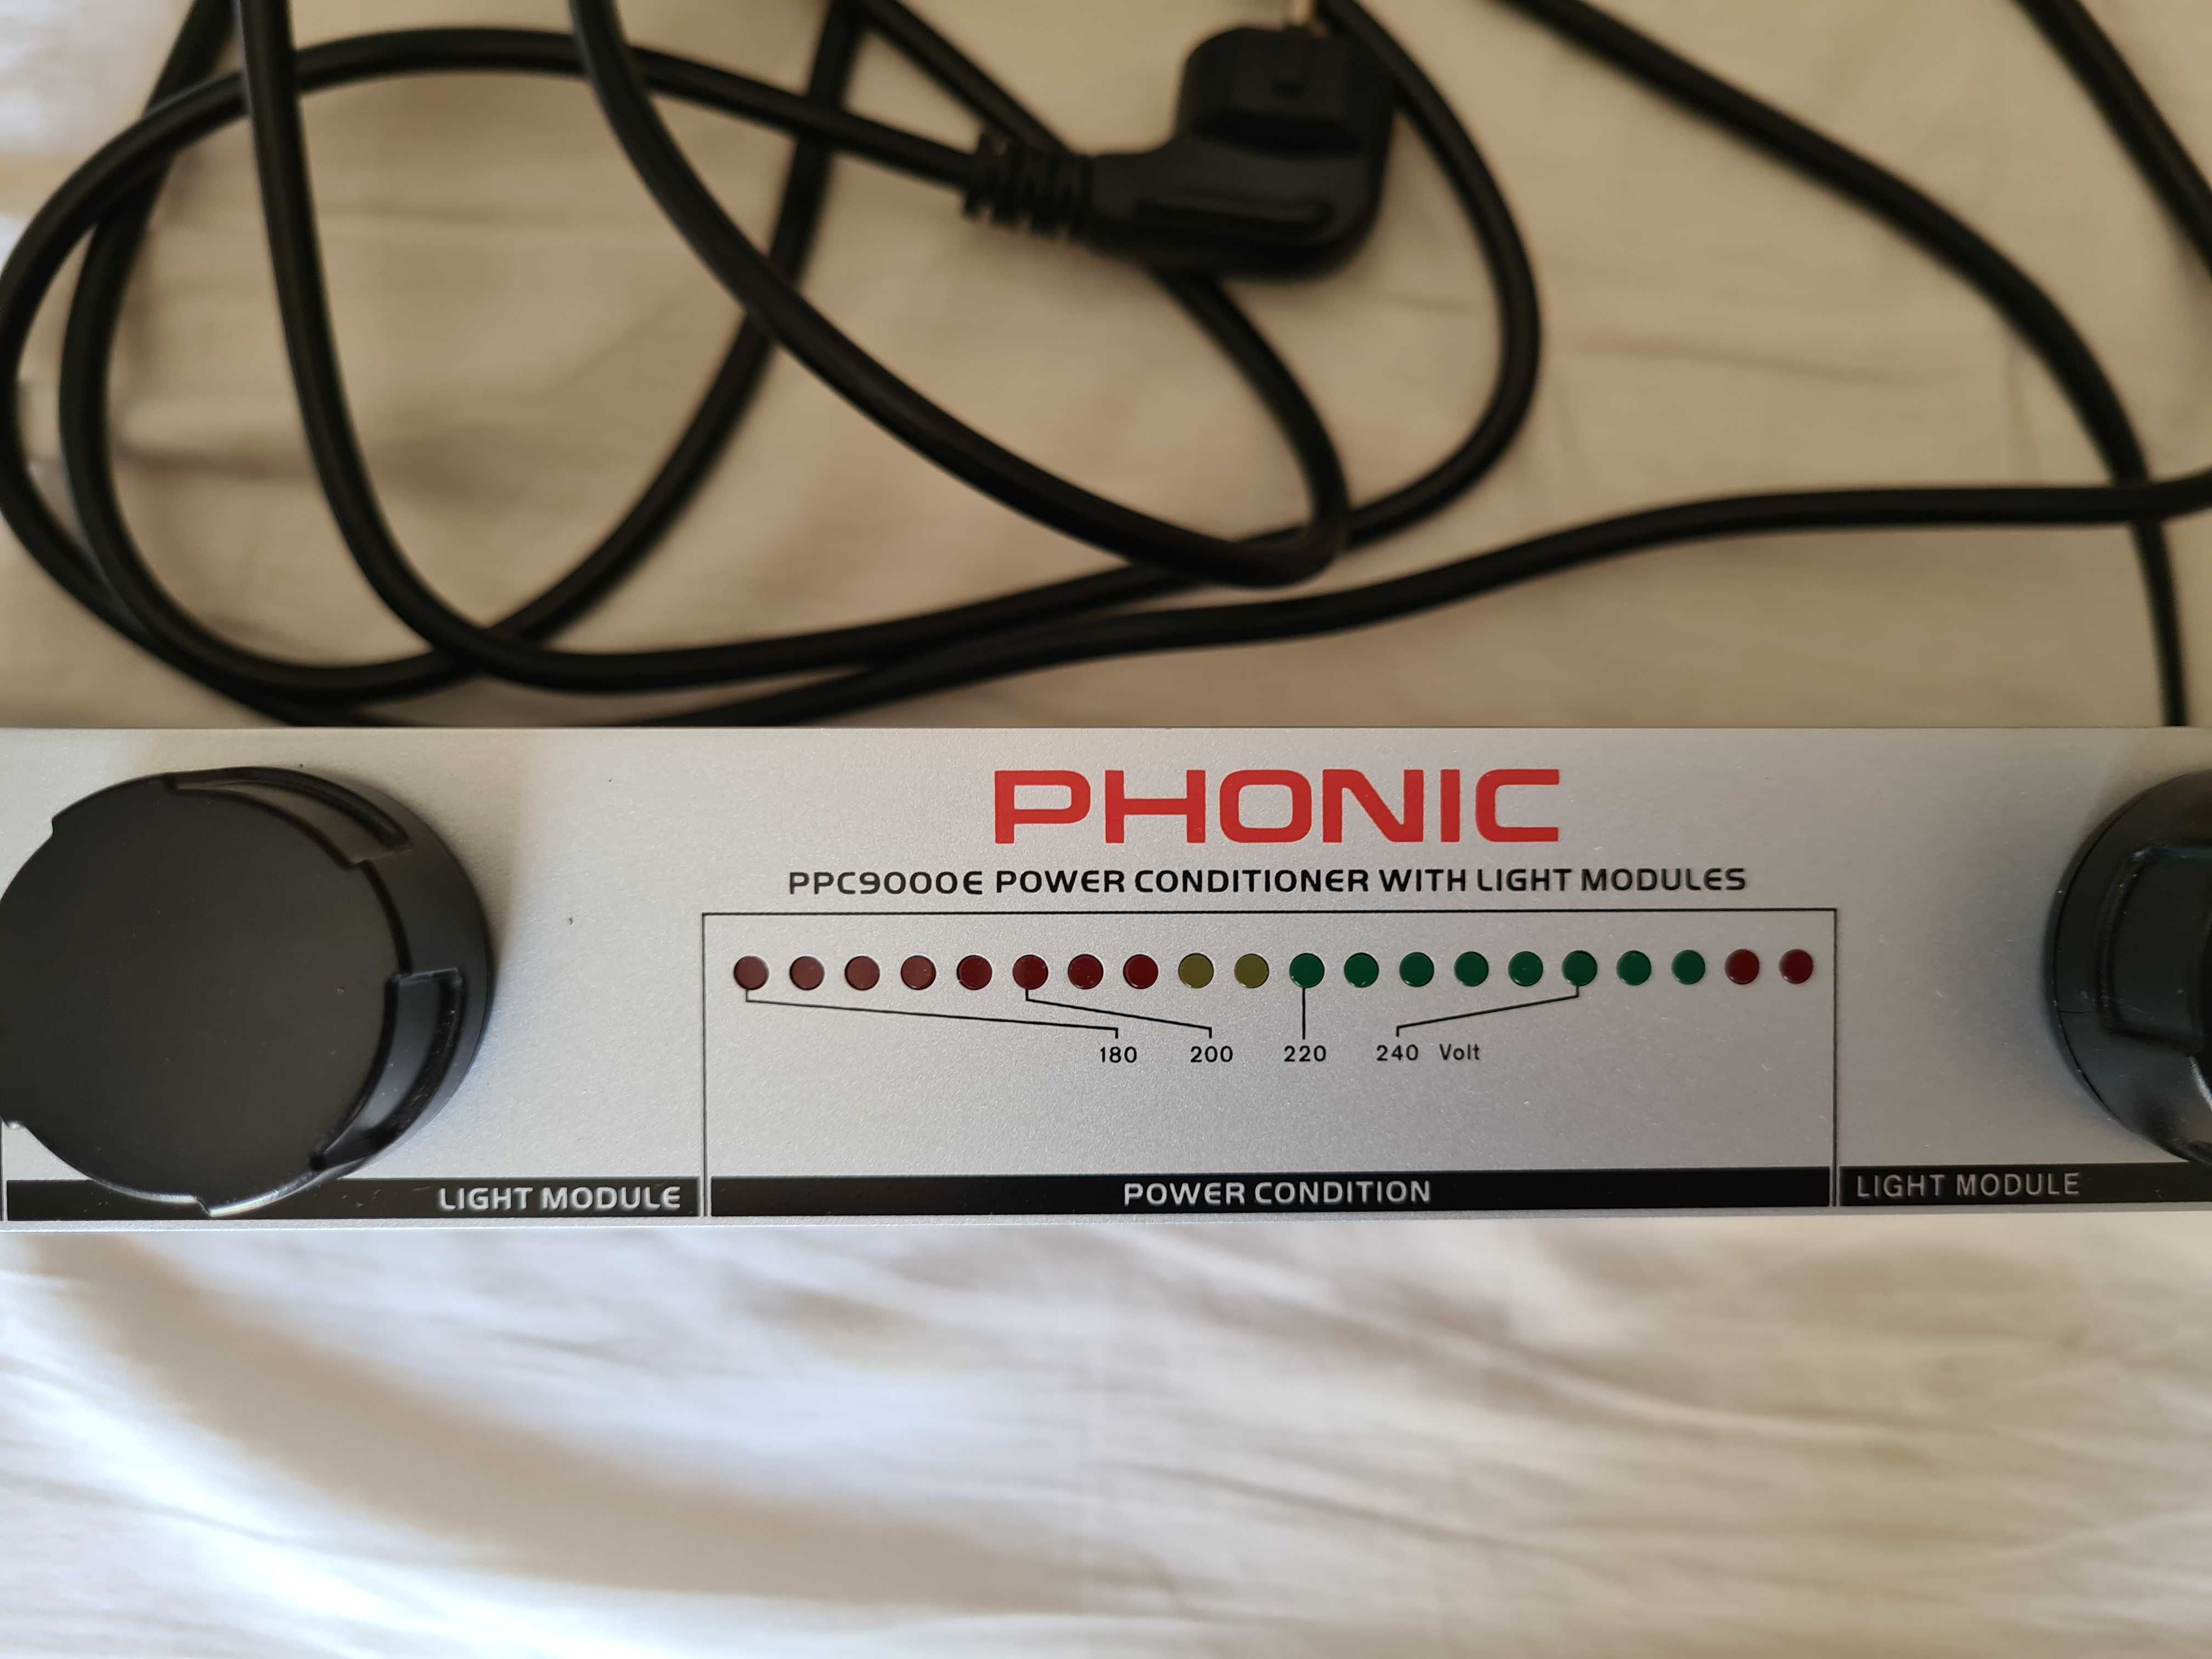 PHONIC
PPC9000E POWER CONDITIONER WITH LIGHT MODULES
180 200 220 240 Volt
LIGHT MODULE
POWER CONDITION
LIGHT MODULE